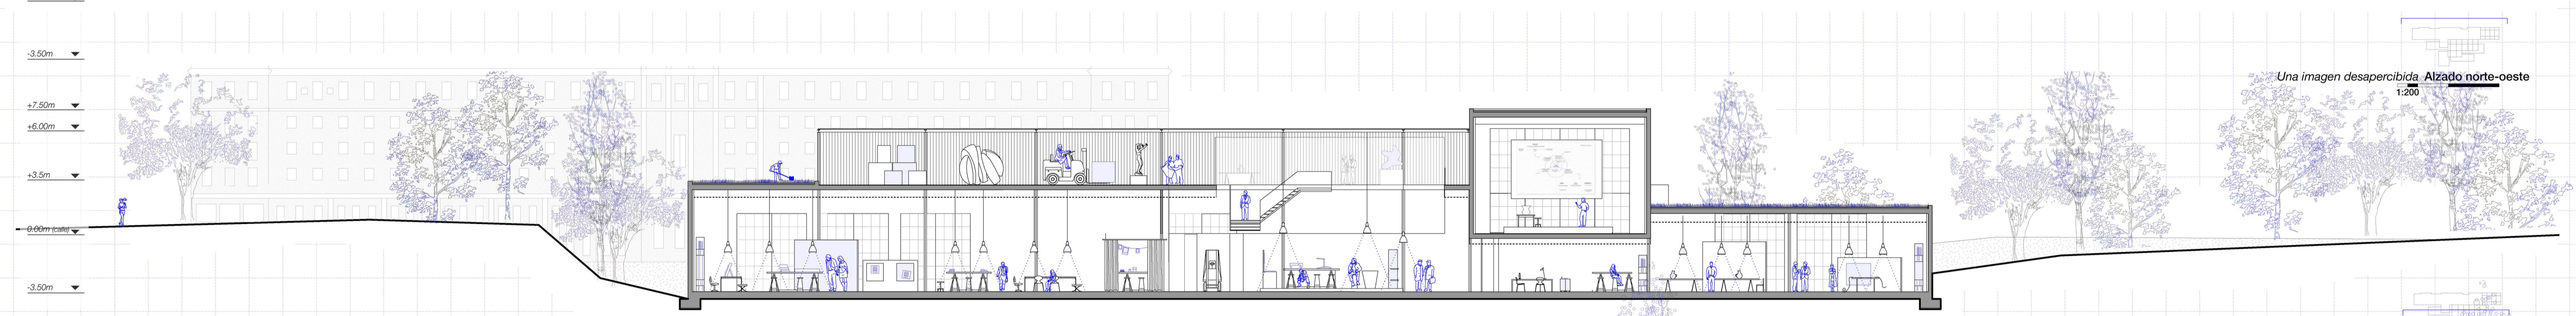 -3.50m
+7.50m
+6.00m
+3.5m
0.00m (calle)
-3.50m
Una imagen desapercibida Alzado norte-oeste
1:200